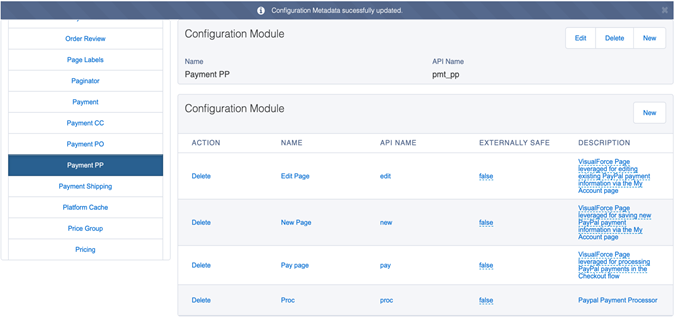 Configuration Metadata sucessfully updated.
Order Review
Page Labels
Paginator
Payment
Payment CC
Payment PO
Payment PP
Payment Shipping
Platform Cache
Price Group
Pricing
Configuration Module
Edit Delete New
Name API Name
Payment PP pmt_pp
Configuration Module
New
ACTION NAME API NAME EXTERNALLY SAFE DESCRIPTION
Delete Edit Page edit false
VisualForce Page
leveraged for editing
existing PayPal payment
information via the My
Account page
Delete New Page new false
VisualForce Page
leveraged for saving new
PayPal payment
information via the My
Account page
Delete Pay page pay false
VisualForce Page
leveraged for processing
PayPal payments in the
Checkout flow
Delete Proc proc false Paypal Payment Processor